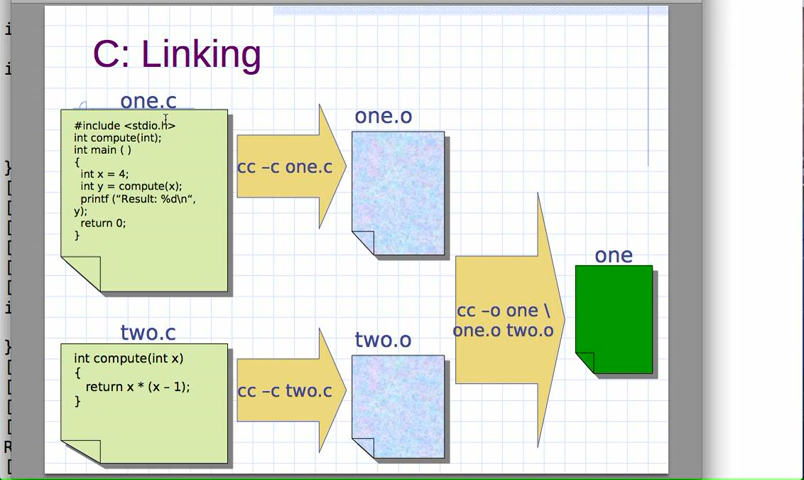 C: Linking
one.c
#include <stdio.h>
int compute(int);
int main ( )
{
int x = 4;
int y = compute(x);
printf (“Result: %d\n“,
y);
return 0;
}
cc –c one.c
one.o
two.c
int compute(int x)
{
return x * (x – 1);
}
cc –c two.c
two.o
cc –o one \
one.o two.o
one
i
i
}
[
[
[
[
[
i
}
[
[
[
[
R
[